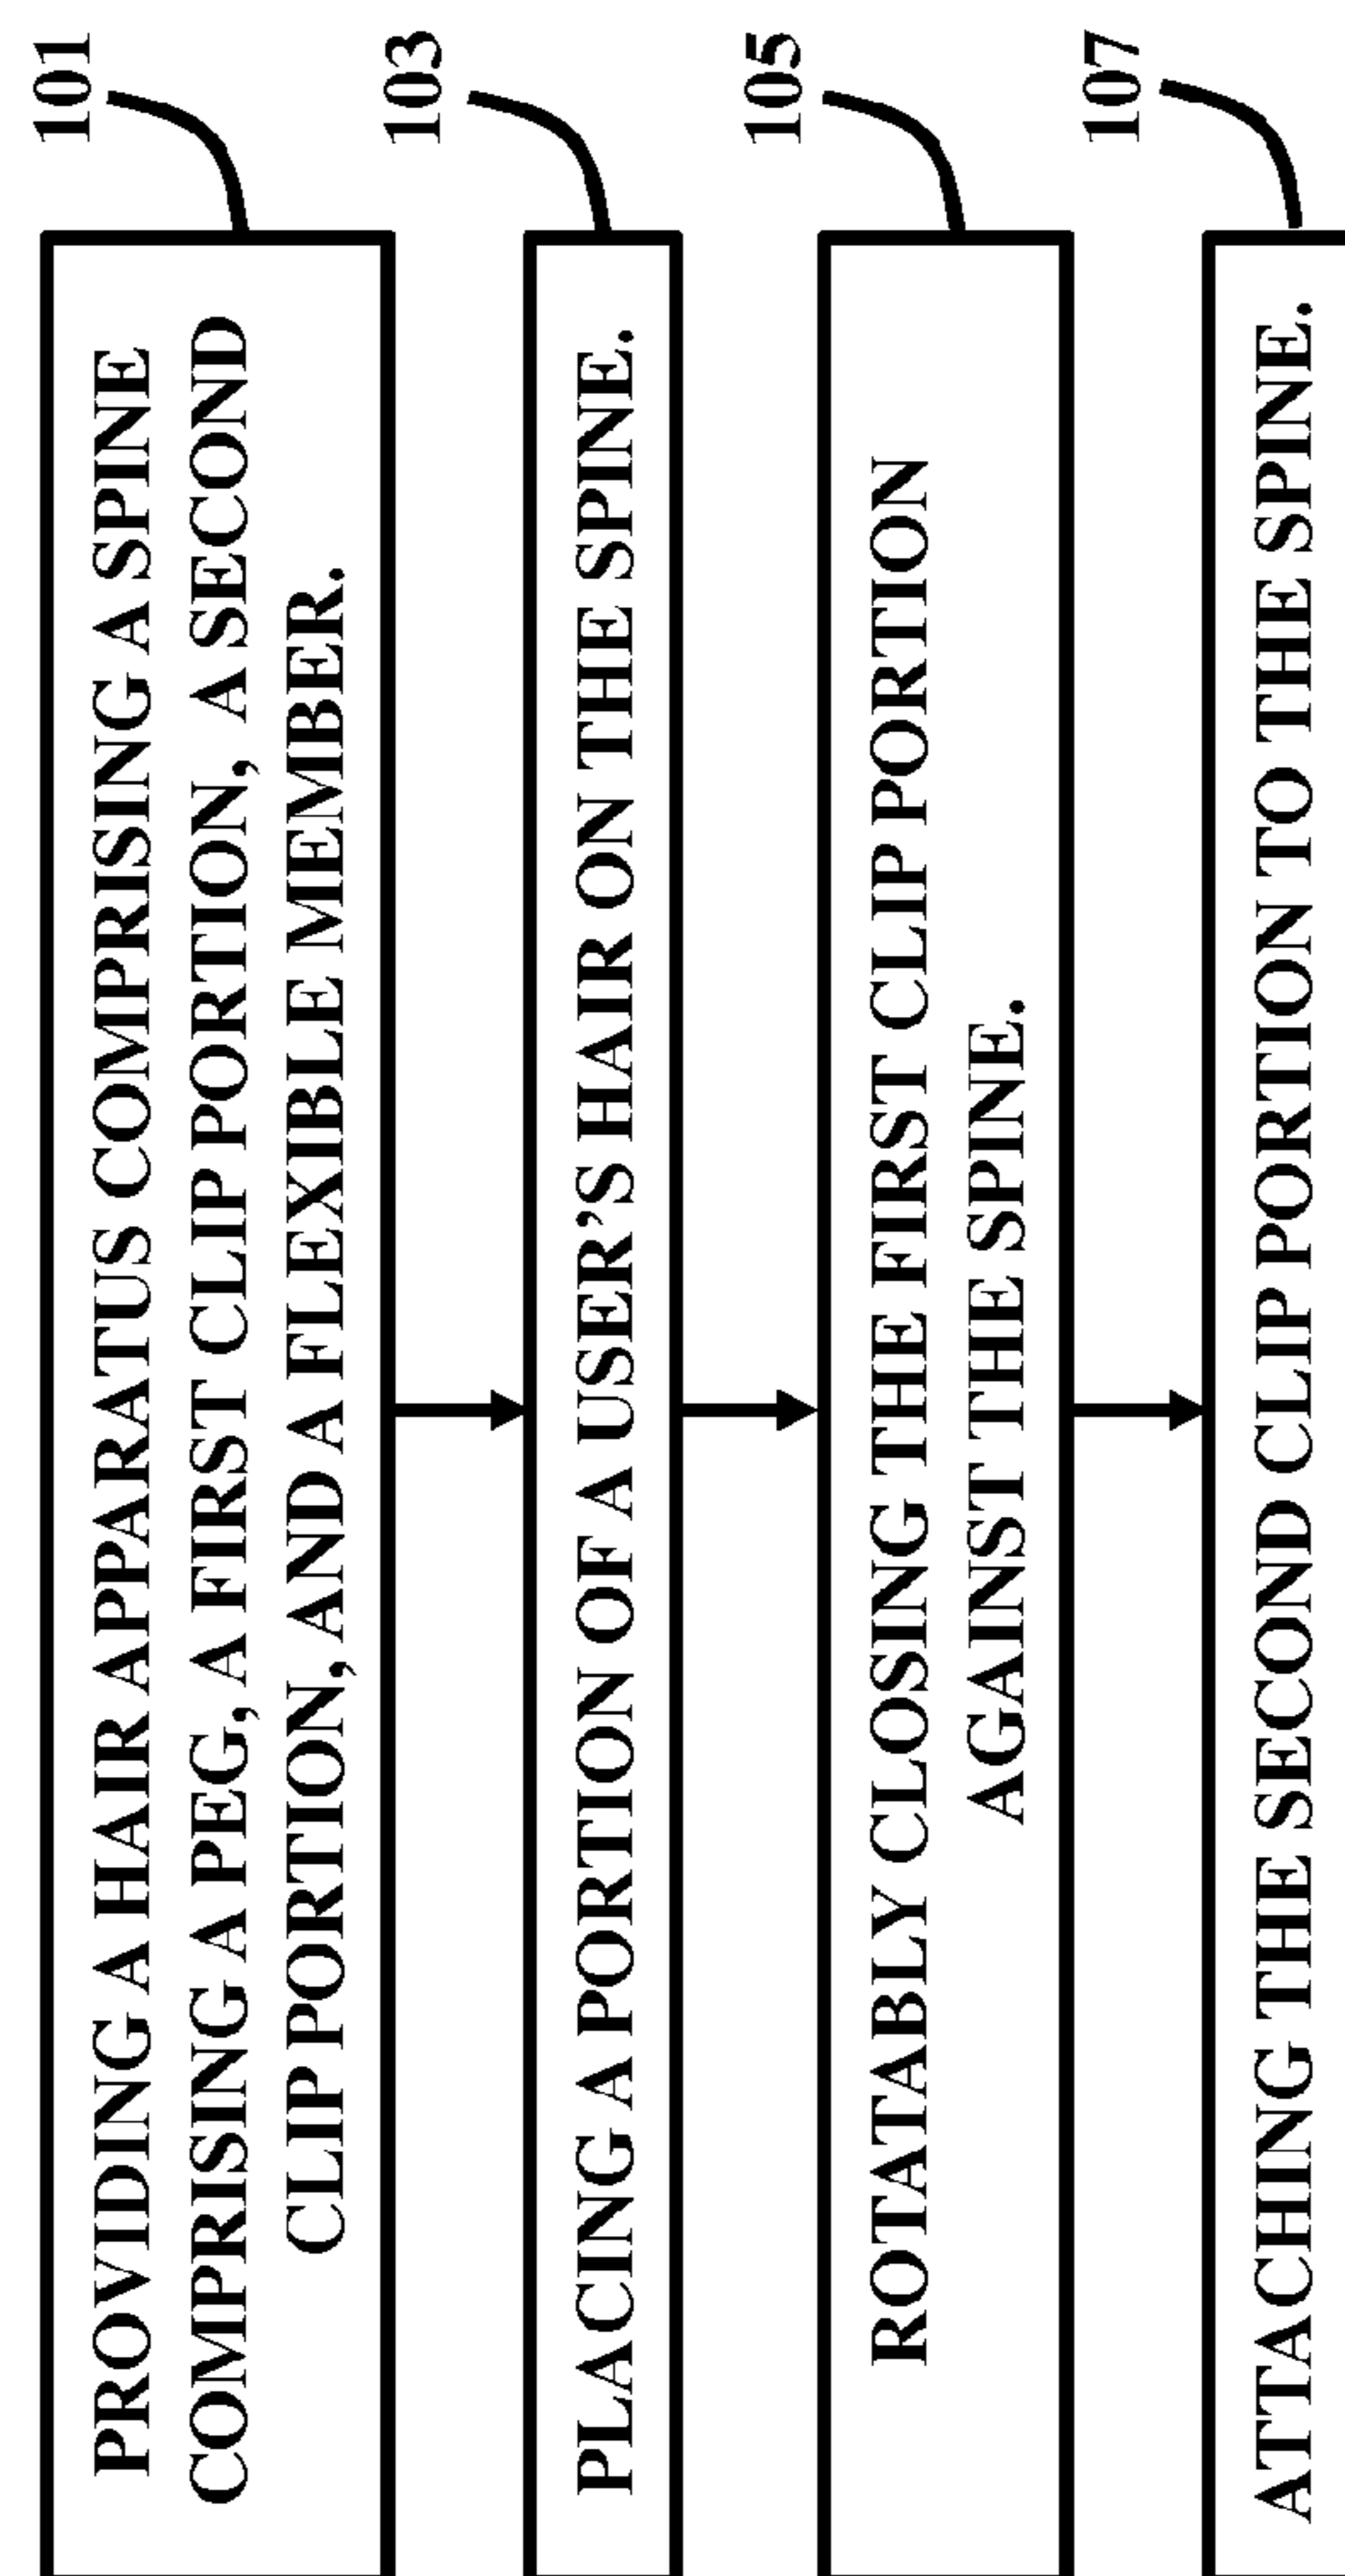 101
PROVIDING A HAIR APPARATUS COMPRISING A SPINE
COMPRISING A PEG, A FIRST CLIP PORTION, A SECOND
CLIP PORTION, AND A FLEXIBLE MEMBER.
103
PLACING A PORTION OF A USER'S HAIR ON THE SPINE.
105
ROTATABLY CLOSING THE FIRST CLIP PORTION
AGAINST THE SPINE.
107
ATTACHING THE SECOND CLIP PORTION TO THE SPINE.